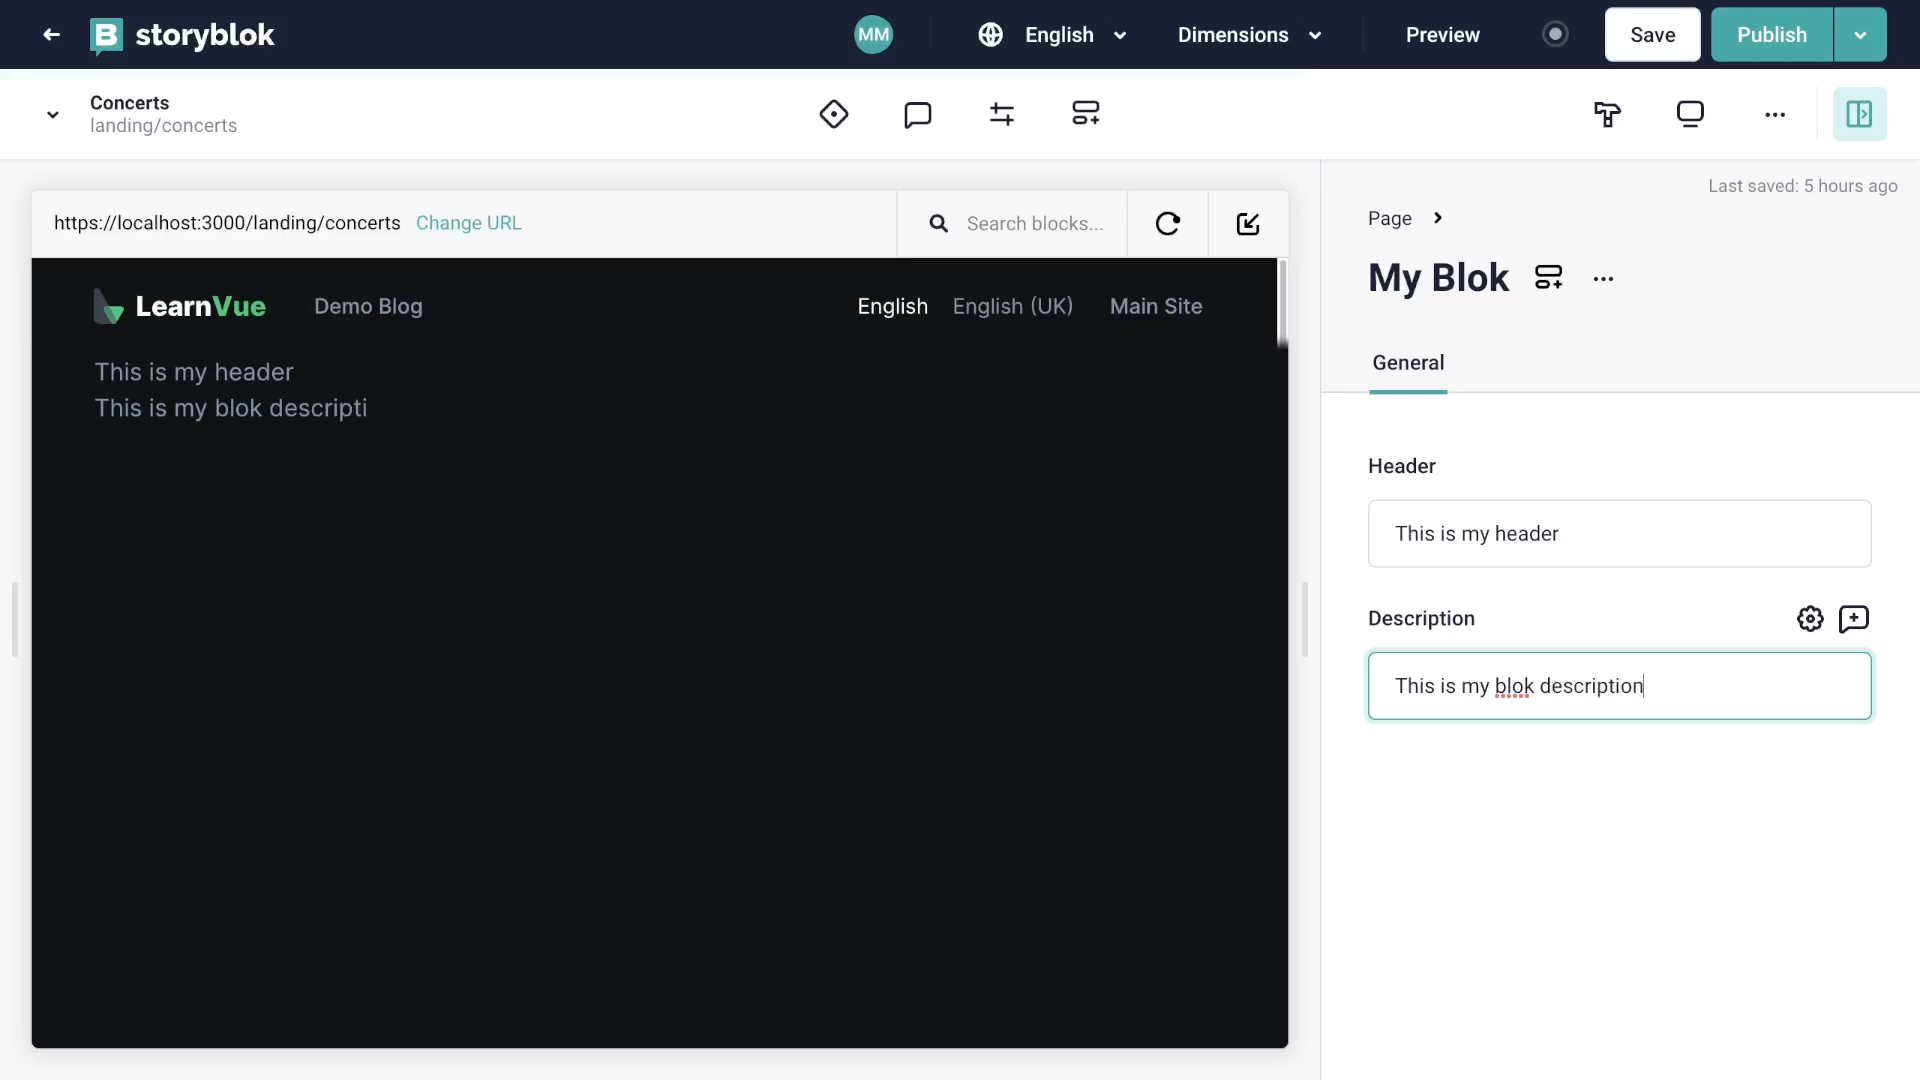 storyblok
MM
English
Dimensions
Preview
Save
Publish
Concerts
landing/concerts
Last saved: 5 hours ago
https://localhost:3000/landing/concerts Change URL
Search blocks...
Page
My Blok
LearnVue
Demo Blog
English
English (UK)
Main Site
General
This is my header
This is my blok descripti
Header
This is my header
Description
This is my blok description